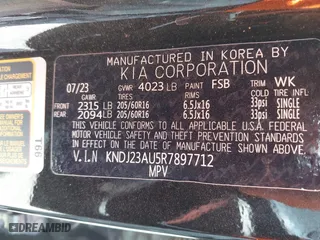 MANUFACTURED IN KOREA BY
KIA CORPORATION
07/23 GVWR 4023 LB PAINT FSB TRIM WK
GAWR TIRES RIMS COLD TIRE INF. PRESS.
FRONT 2315 LB 205/60R16 6.5Jx16 33psi SINGLE
REAR 2094 LB 205/60R16 6.5Jx16 33psi SINGLE
THIS VEHICLE CONFORMS TO ALL APPLICABLE
U.S. FEDERAL MOTOR VEHICLE SAFETY AND
THEFT PREVENTION STANDARDS IN EFFECT ON
THE DATE OF MANUFACTURE SHOWN ABOVE.
V.I.N KNDJ23AU5R7897712
MPV
DREAMBID